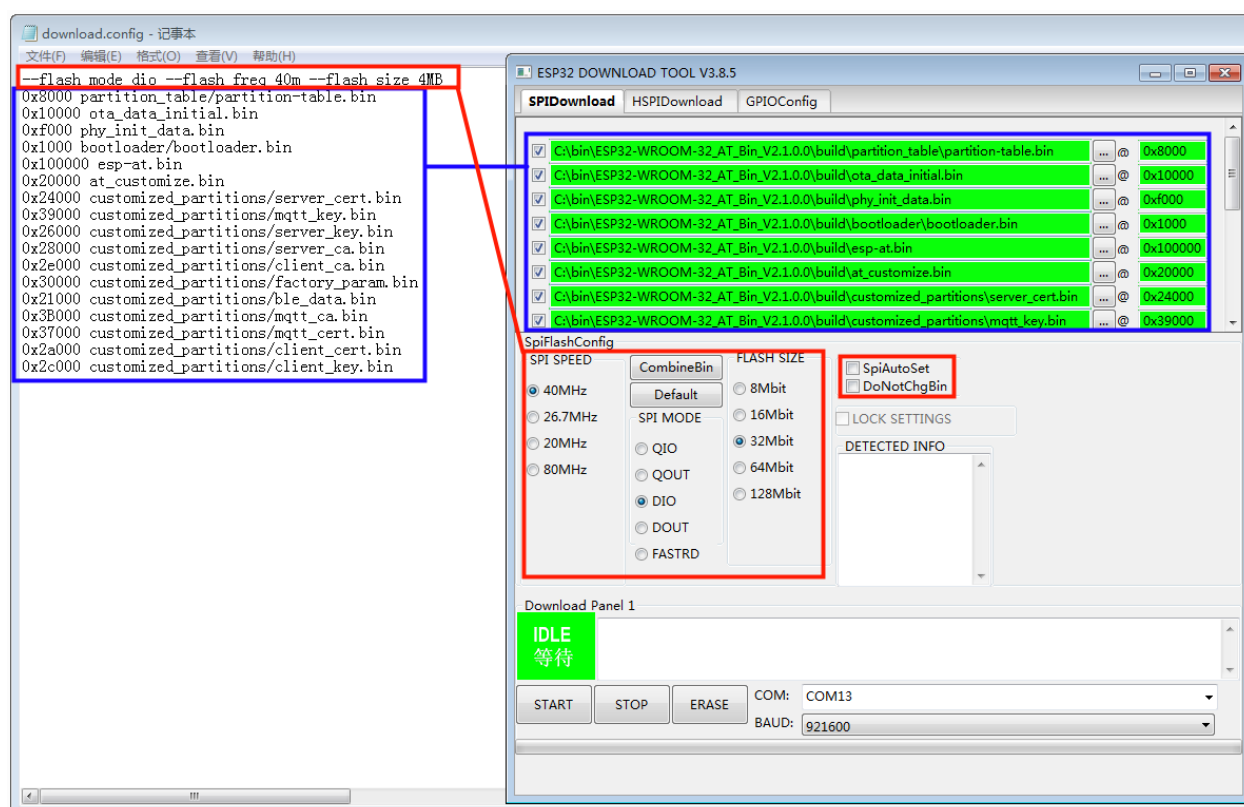 download.config - 记事本
文件(F) 编辑(E) 格式(O) 查看(V) 帮助(H)
--flash_mode dio --flash_freq 40m --flash_size 4MB
0x8000 partition_table/partition-table.bin
0x10000 ota_data_initial.bin
0xf000 phy_init_data.bin
0x1000 bootloader/bootloader.bin
0x100000 esp-at.bin
0x20000 at_customize.bin
0x24000 customized_partitions/server_cert.bin
0x39000 customized_partitions/mqtt_key.bin
0x26000 customized_partitions/server_key.bin
0x28000 customized_partitions/server_ca.bin
0x2e000 customized_partitions/client_ca.bin
0x30000 customized_partitions/factory_param.bin
0x21000 customized_partitions/ble_data.bin
0x3B000 customized_partitions/mqtt_ca.bin
0x37000 customized_partitions/mqtt_cert.bin
0x2a000 customized_partitions/client_cert.bin
0x2c000 customized_partitions/client_key.bin
ESP32 DOWNLOAD TOOL V3.8.5
SPIDownload HSPIDownload GPIOConfig
C:\bin\ESP32-WROOM-32_AT_Bin_V2.1.0.0\build\partition_table\partition-table.bin ... @ 0x8000
C:\bin\ESP32-WROOM-32_AT_Bin_V2.1.0.0\build\ota_data_initial.bin ... @ 0x10000
C:\bin\ESP32-WROOM-32_AT_Bin_V2.1.0.0\build\phy_init_data.bin ... @ 0xf000
C:\bin\ESP32-WROOM-32_AT_Bin_V2.1.0.0\build\bootloader\bootloader.bin ... @ 0x1000
C:\bin\ESP32-WROOM-32_AT_Bin_V2.1.0.0\build\esp-at.bin ... @ 0x100000
C:\bin\ESP32-WROOM-32_AT_Bin_V2.1.0.0\build\at_customize.bin ... @ 0x20000
C:\bin\ESP32-WROOM-32_AT_Bin_V2.1.0.0\build\customized_partitions\server_cert.bin ... @ 0x24000
C:\bin\ESP32-WROOM-32_AT_Bin_V2.1.0.0\build\customized_partitions\mqtt_key.bin ... @ 0x39000
SpiFlashConfig
SPI SPEED
40MHz
26.7MHz
20MHz
80MHz
CombineBin
Default
SPI MODE
QIO
QOUT
DIO
DOUT
FASTRD
FLASH SIZE
8Mbit
16Mbit
32Mbit
64Mbit
128Mbit
SpiAutoSet
DoNotChgBin
LOCK SETTINGS
DETECTED INFO
Download Panel 1
IDLE
等待
START STOP ERASE
COM: COM13
BAUD: 921600